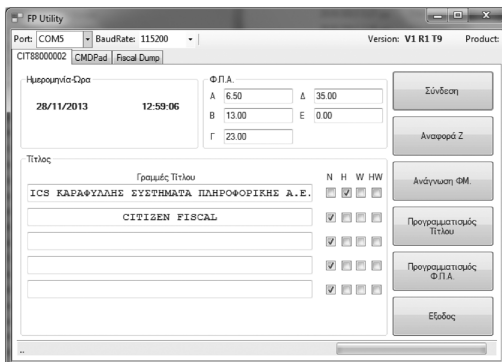 FP Utility
Port: COM5 BaudRate: 115200 Version: V1 R1 T9 Product:
CIT88000002 CMDPad Fiscal Dump
Ημερομηνία-Ώρα
28/11/2013 12:59:06
Φ.Π.Α.
Α 6.50 Δ 35.00
Β 13.00 Ε 0.00
Γ 23.00
Τίτλος
Γραμμές Τίτλου N H W HW
ICS ΚΑΡΑΦΥΛΛΗΣ ΣΥΣΤΗΜΑΤΑ ΠΛΗΡΟΦΟΡΙΚΗΣ Α.Ε.
CITIZEN FISCAL
Σύνδεση
Αναφορά Ζ
Ανάγνωση ΦΜ.
Προγραμματισμός
Τίτλου
Προγραμματισμός
Φ.Π.Α.
Εξοδος
..